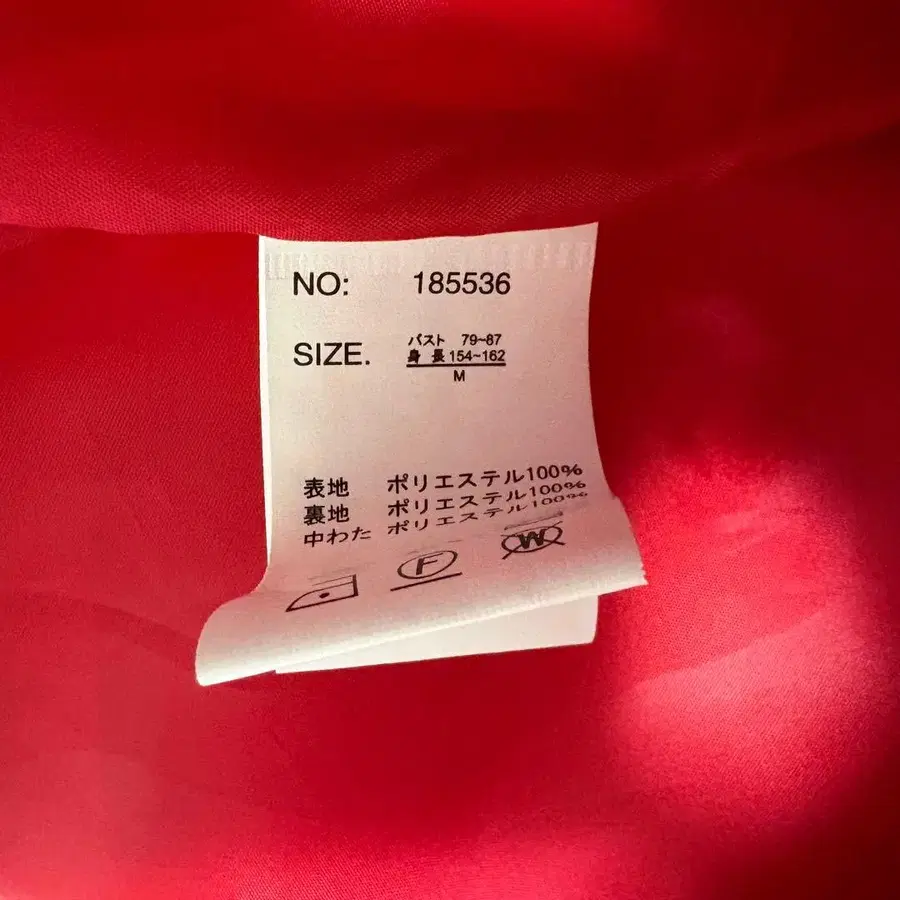 NO: 185536
SIZE. バスト 79~87
身長 154~162
M
表地 ポリエステル100%
裏地 ポリエステル100%
中わた ポリエステル100%
F
W